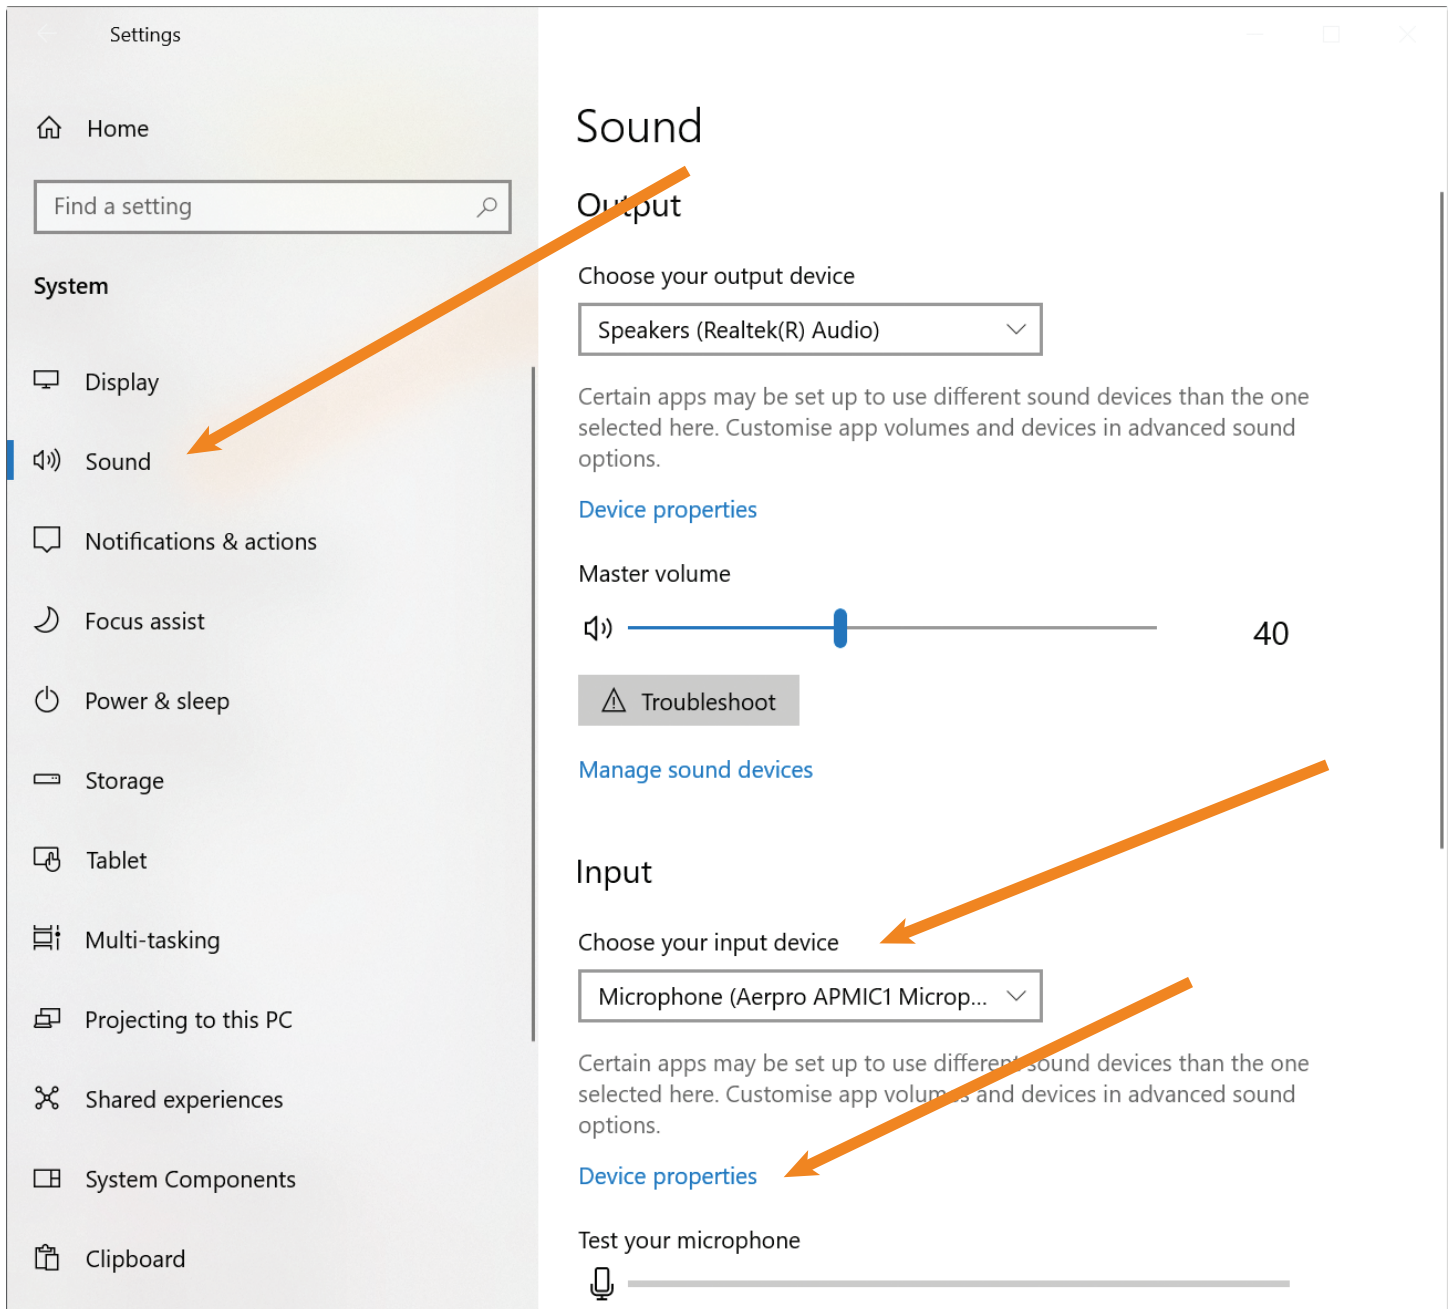 Settings
Home
Find a setting
System
Display
Sound
Notifications & actions
Focus assist
Power & sleep
Storage
Tablet
Multi-tasking
Projecting to this PC
Shared experiences
System Components
Clipboard
Sound
Output
Choose your output device
Speakers (Realtek(R) Audio)
Certain apps may be set up to use different sound devices than the one
selected here. Customise app volumes and devices in advanced sound
options.
Device properties
Master volume
40
Troubleshoot
Manage sound devices
Input
Choose your input device
Microphone (Aerpro APMIC1 Microp...
Certain apps may be set up to use different sound devices than the one
selected here. Customise app volumes and devices in advanced sound
options.
Device properties
Test your microphone